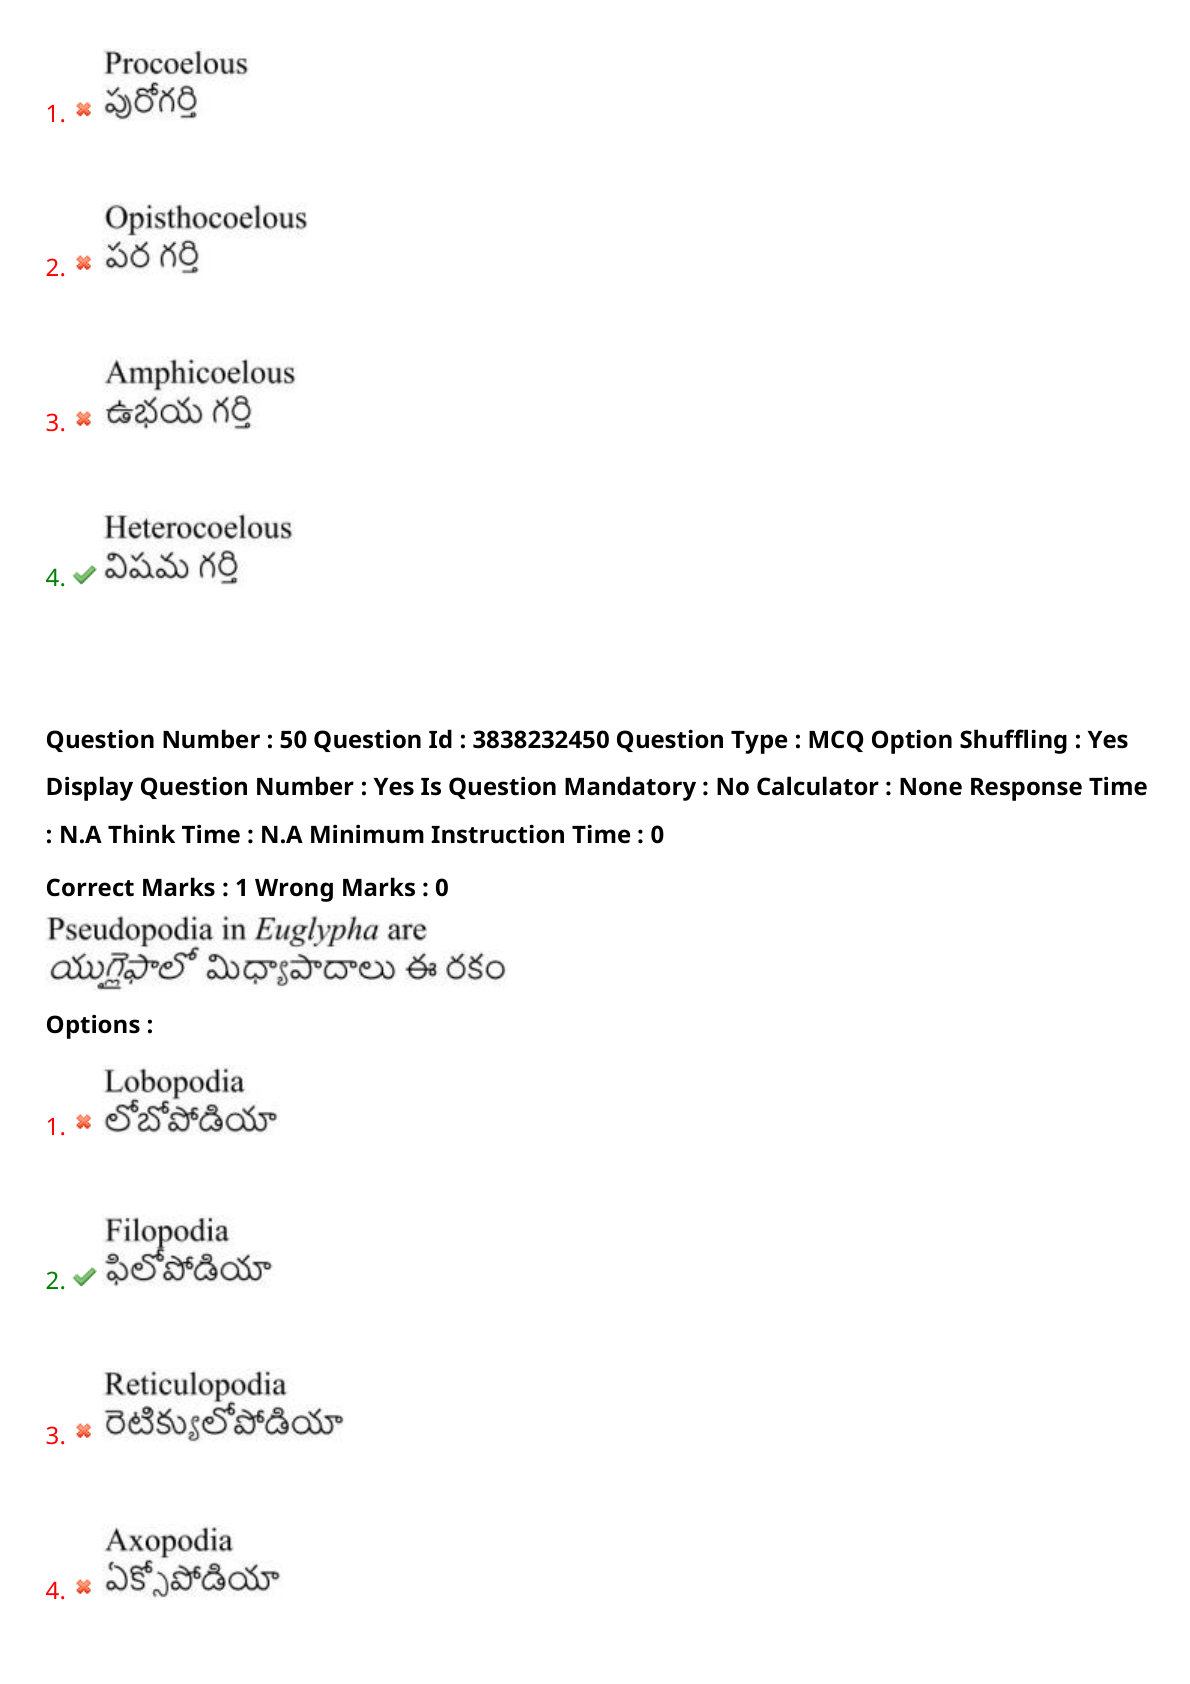 Procoelous
1. పురోగర్తి
Opisthocoelous
2. పర గర్తి
Amphicoelous
3. ఉభయ గర్తి
Heterocoelous
4. విషమ గర్తి
Question Number : 50 Question Id : 3838232450 Question Type : MCQ Option Shuffling : Yes
Display Question Number : Yes Is Question Mandatory : No Calculator : None Response Time
: N.A Think Time : N.A Minimum Instruction Time : 0
Correct Marks : 1 Wrong Marks : 0
Pseudopodia in Euglypha are
యుగ్లైఫాలో మిధ్యాపాదాలు ఈ రకం
Options :
Lobopodia
1. లోబోపోడియా
Filopodia
2. ఫిలోపోడియా
Reticulopodia
3. రెటిక్యులోపోడియా
Axopodia
4. ఏక్సోపోడియా